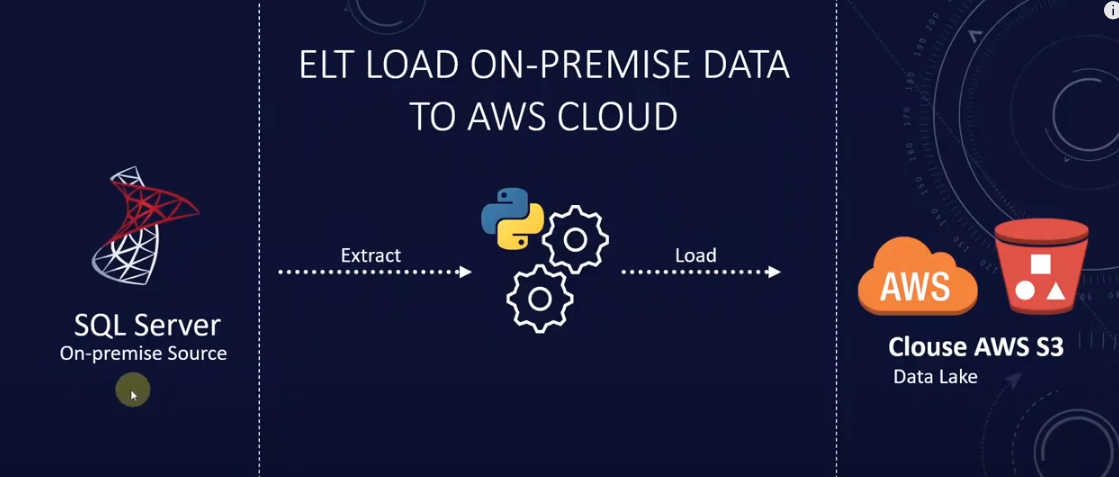 ELT LOAD ON-PREMISE DATA
TO AWS CLOUD
SQL Server
On-premise Source
Extract
Load
AWS
Clouse AWS S3
Data Lake